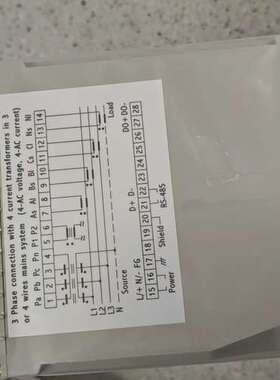 3 Phase connection with 4 current transformers in 3
or 4 wires mains system (4-AC voltage, 4-AC current)
Pa Pb Pc Pn P1 P2 As Al Bs Bl Cs Cl Ns Nl
1 2 3 4 5 6 7 8 9 10 11 12 13 14
L1
L2
L3
N
Source
Load
L/+ N/- FG
D+ D-
DO+ DO-
15 16 17 18 19 20 21 22 23 24 25 26 27 28
Power
Shield
RS-485